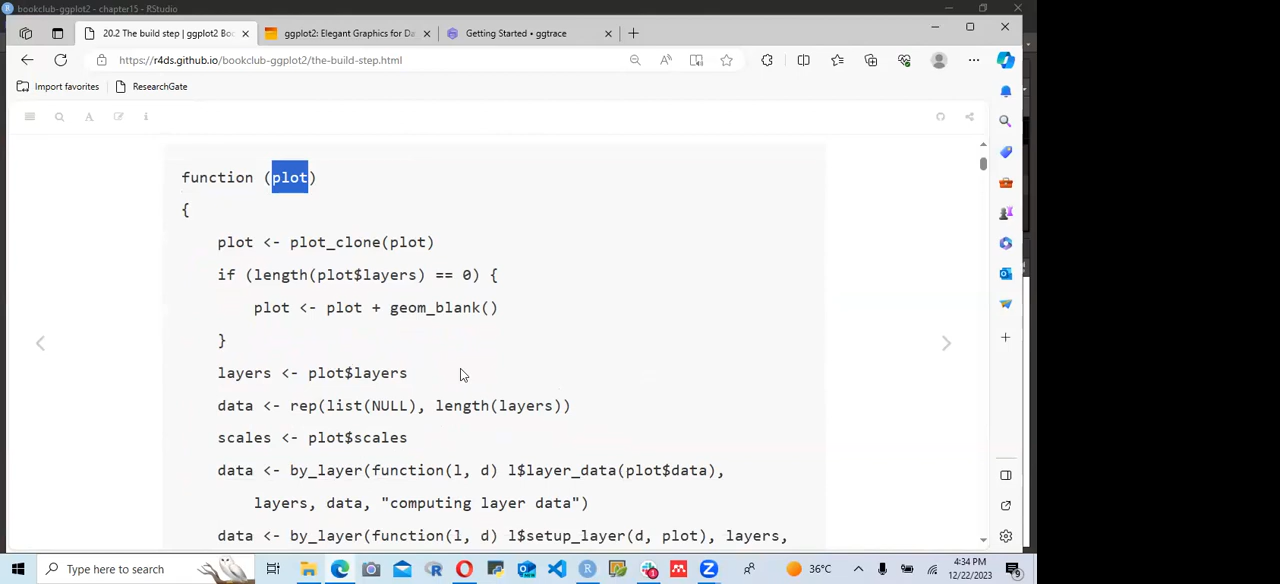 bookclub-ggplot2 - chapter15 - RStudio
20.2 The build step | ggplot2 Boo
ggplot2: Elegant Graphics for Da
Getting Started • ggtrace
https://r4ds.github.io/bookclub-ggplot2/the-build-step.html
Import favorites
ResearchGate
function (plot)
{
plot <- plot_clone(plot)
if (length(plot$layers) == 0) {
plot <- plot + geom_blank()
}
layers <- plot$layers
data <- rep(list(NULL), length(layers))
scales <- plot$scales
data <- by_layer(function(l, d) l$layer_data(plot$data),
layers, data, "computing layer data")
data <- by_layer(function(l, d) l$setup_layer(d, plot), layers,
Type here to search
36°C
4:34 PM
12/22/2023